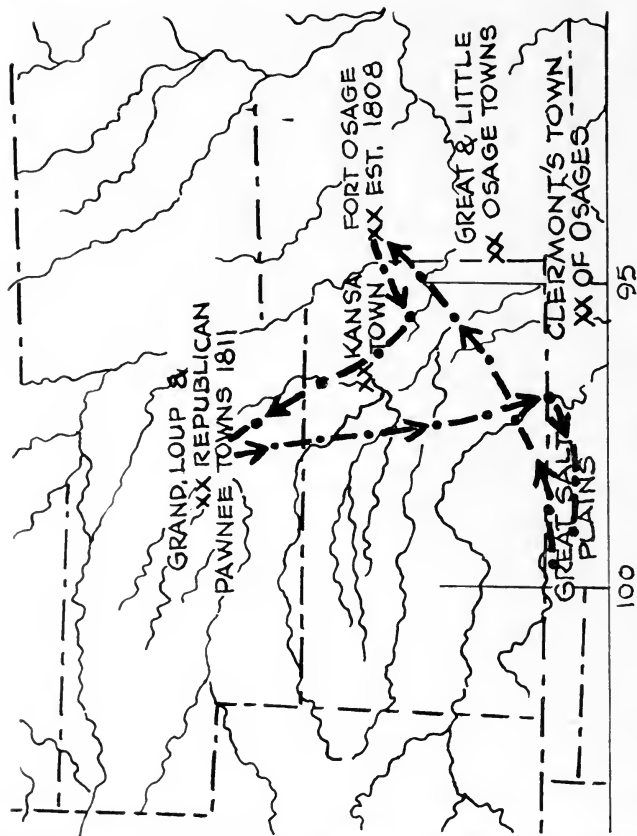 GRAND, LOUP &
XX REPUBLICAN
PAWNEE TOWNS 1811
KANSA
XX TOWN
FORT OSAGE
XX EST. 1808
GREAT & LITTLE
XX OSAGE TOWNS
GREAT SALT
PLAINS
CLERMONT'S TOWN
XX OF OSAGES
100
95